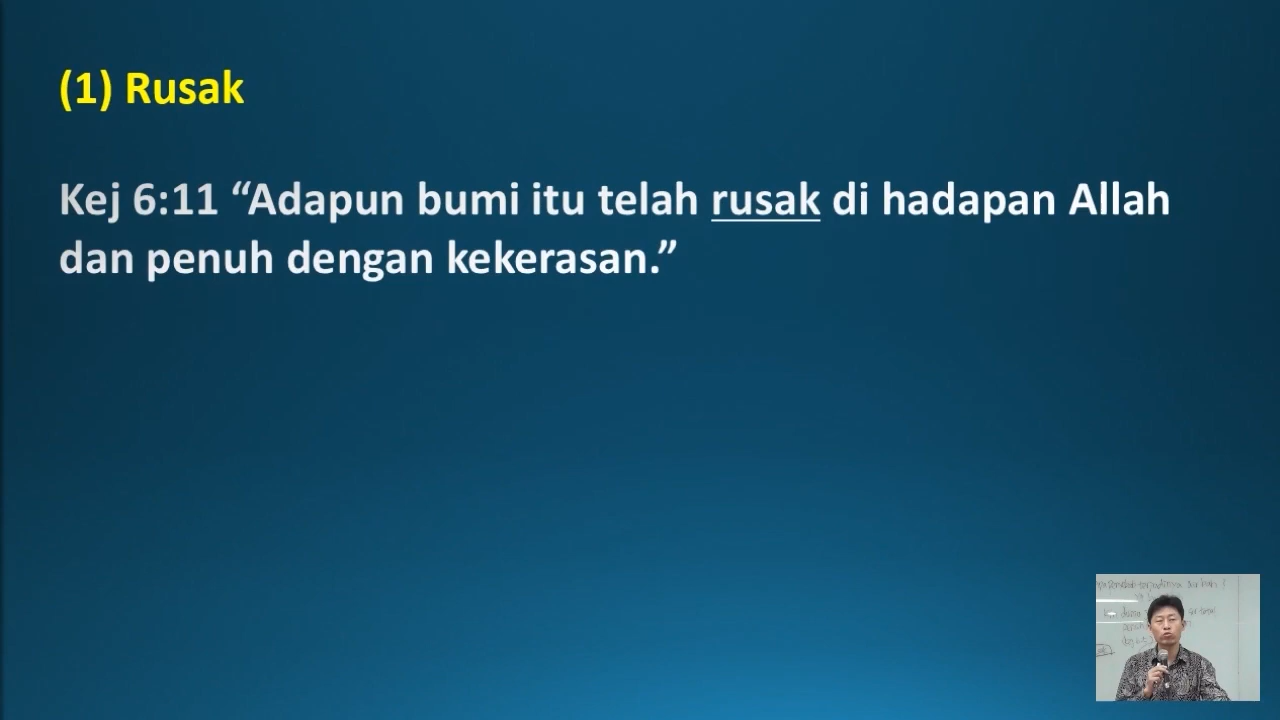 (1) Rusak
Kej 6:11 “Adapun bumi itu telah rusak di hadapan Allah
dan penuh dengan kekerasan.”